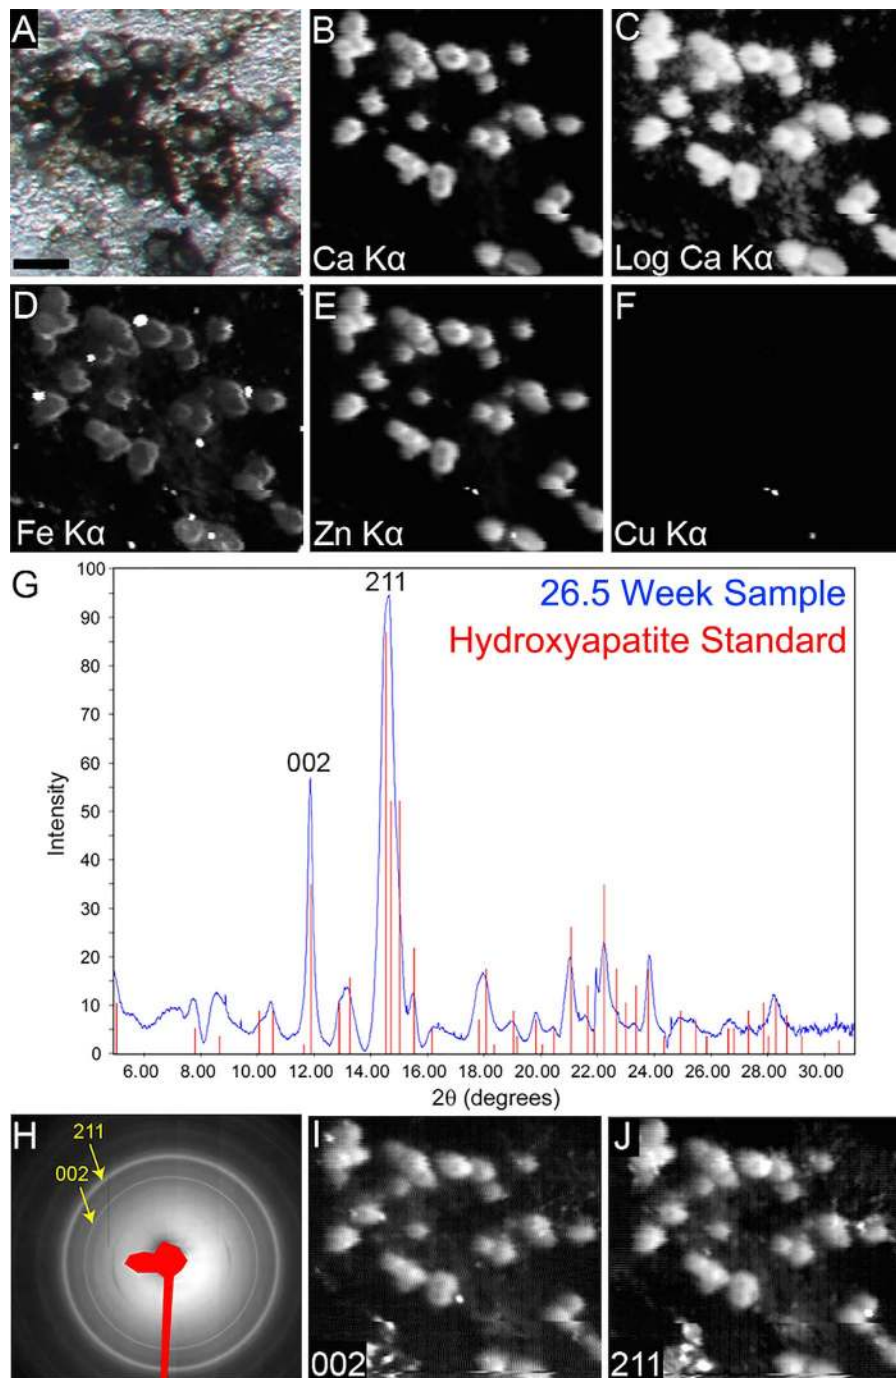 A
B
Ca Kα
C
Log Ca Kα
D
Fe Kα
E
Zn Kα
F
Cu Kα
G
26.5 Week Sample
Hydroxyapatite Standard
211
002
Intensity
100
90
80
70
60
50
40
30
20
10
0
6.00 8.00 10.00 12.00 14.00 16.00 18.00 20.00 22.00 24.00 26.00 28.00 30.00
2θ (degrees)
H
211
002
I
002
J
211